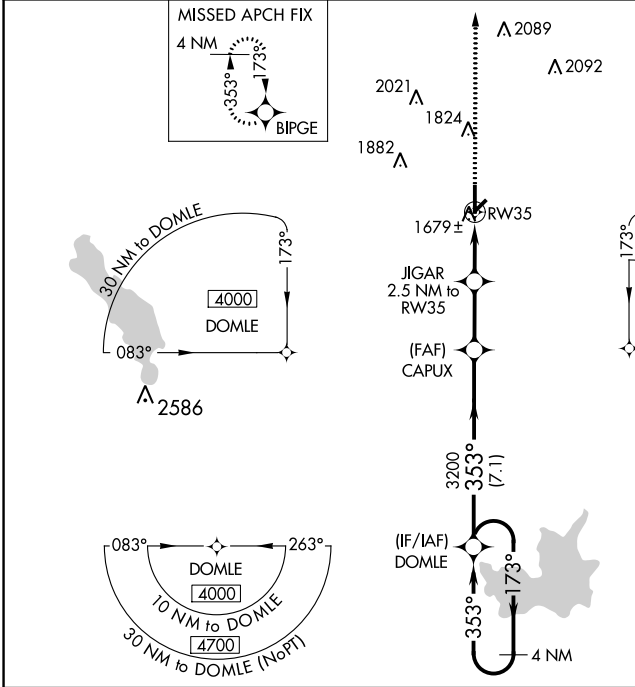 MISSED APCH FIX
4 NM
353°
173°
BIPGE
2089
2092
2021
1824
1882
RW35
1679±
30 NM to DOMLE
173°
4000
DOMLE
083°
2586
JIGAR
2.5 NM to
RW35
(FAF)
CAPUX
173°
3200
353°
(7.1)
(IF/IAF)
DOMLE
353°
173°
4 NM
083°
263°
DOMLE
4000
10 NM to DOMLE
4700
30 NM to DOMLE (NoPT)